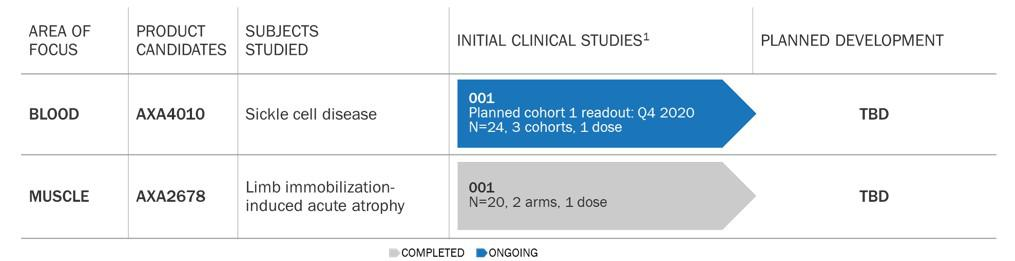 AREA OF
FOCUS
PRODUCT
CANDIDATES
SUBJECTS
STUDIED
INITIAL CLINICAL STUDIES¹
PLANNED DEVELOPMENT
BLOOD
AXA4010
Sickle cell disease
001
Planned cohort 1 readout: Q4 2020
N=24, 3 cohorts, 1 dose
TBD
MUSCLE
AXA2678
Limb immobilization-
induced acute atrophy
001
N=20, 2 arms, 1 dose
TBD
COMPLETED
ONGOING